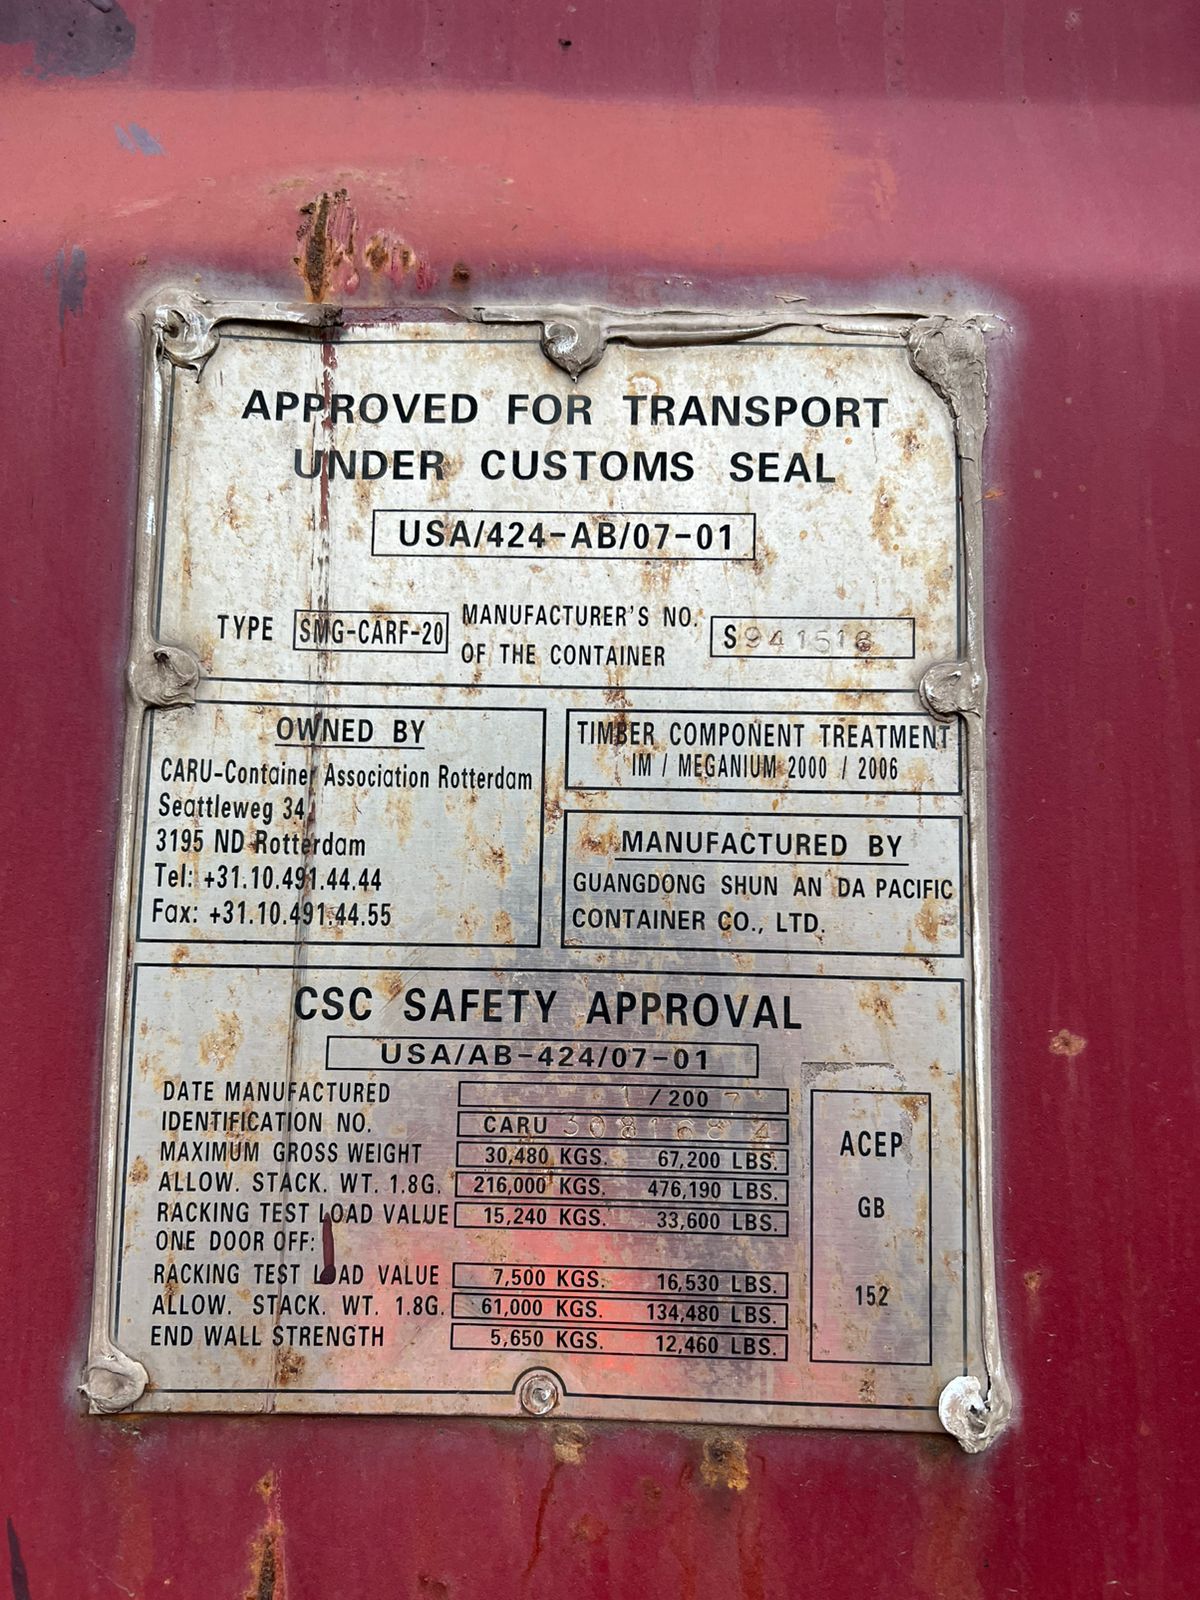 APPROVED FOR TRANSPORT
UNDER CUSTOMS SEAL
USA/424-AB/07-01
TYPE SMG-CARF-20 MANUFACTURER'S NO.
OF THE CONTAINER
OWNED BY
CARU-Container Association Rotterdam
Seattleweg 34
3195 ND Rotterdam
Tel: +31.10.491.44.44
Fax: +31.10.491.44.55
TIMBER COMPONENT TREATMENT
IM / MEGANIUM 2000 / 2006
MANUFACTURED BY
GUANGDONG SHUN AN DA PACIFIC
CONTAINER CO., LTD.
CSC SAFETY APPROVAL
USA/AB-424/07-01
DATE MANUFACTURED 1/2007
IDENTIFICATION NO. CARU 308168 4
MAXIMUM GROSS WEIGHT 30,480 KGS. 67,200 LBS.
ALLOW. STACK. WT. 1.8G. 216,000 KGS. 476,190 LBS.
RACKING TEST LOAD VALUE 15,240 KGS. 33,600 LBS.
ONE DOOR OFF:
RACKING TEST LOAD VALUE 7,500 KGS. 16,530 LBS.
ALLOW. STACK. WT. 1.8G. 61,000 KGS. 134,480 LBS.
END WALL STRENGTH 5,650 KGS. 12,460 LBS.
ACEP
GB
152